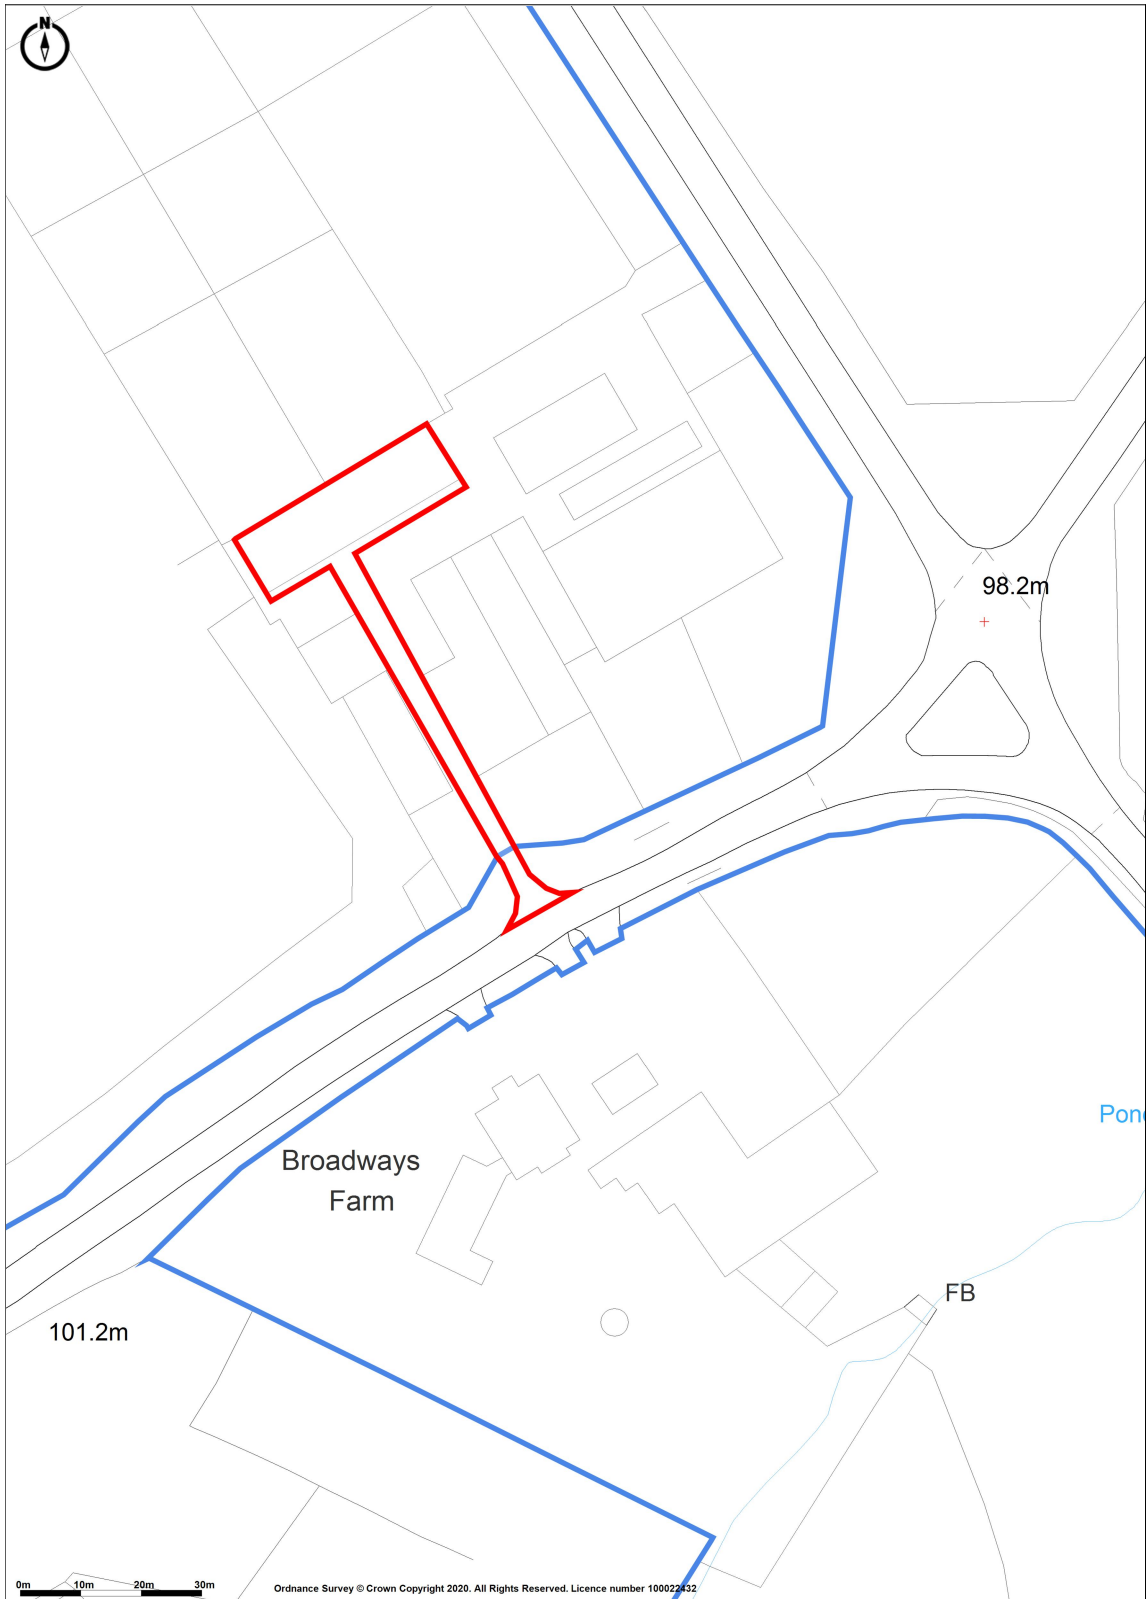 N
98.2m
Pond
Broadways
Farm
FB
101.2m
0m 10m 20m 30m
Ordnance Survey © Crown Copyright 2020. All Rights Reserved. Licence number 100022432